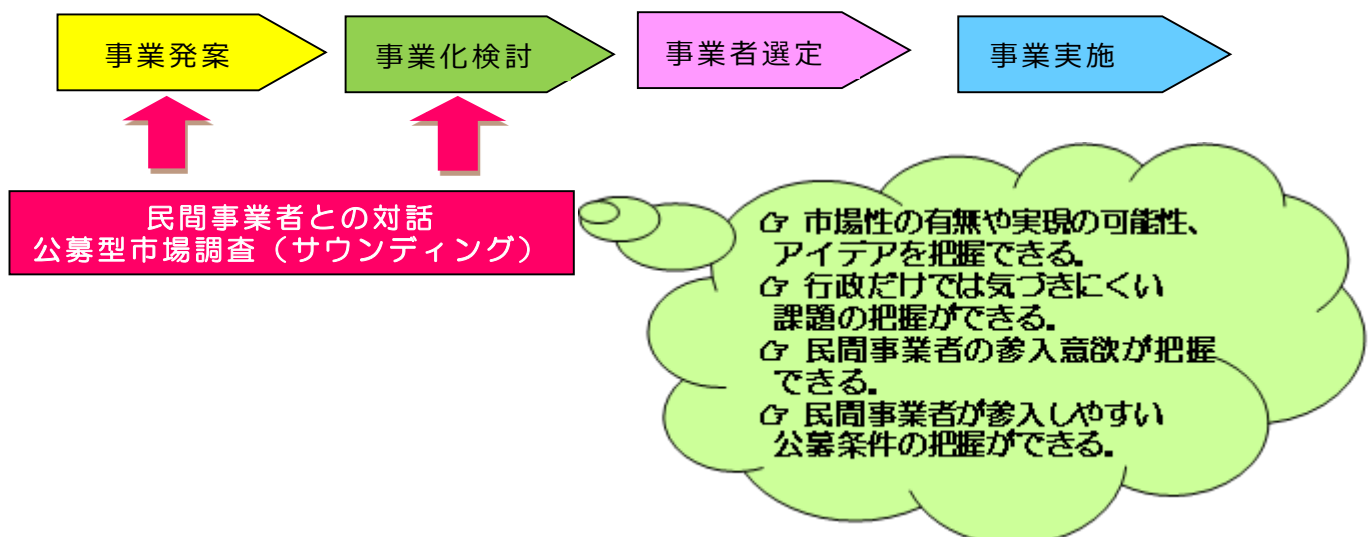 事業発案
事業化検討
事業者選定
事業実施
民間事業者との対話
公募型市場調査（サウンディング）
☞ 市場性の有無や実現の可能性、
アイデアを把握できる。
☞ 行政だけでは気づきにくい
課題の把握ができる。
☞ 民間事業者の参入意欲が把握
できる。
☞ 民間事業者が参入しやすい
公募条件の把握ができる。